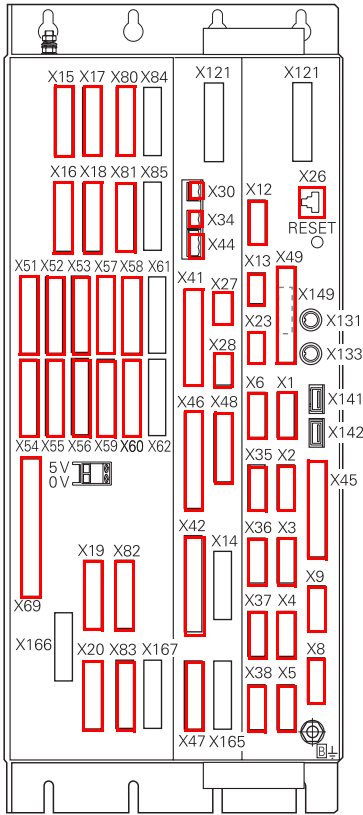 X15 X17 X80 X84 X121 X121
X16 X18 X81 X85 X30 X12 X26
X34
RESET
X44
X51 X52 X53 X57 X58 X61 X41 X27 X13 X49
X149
X23 X131
X28 X133
X46 X48 X6 X1 X141
X142
X54 X55 X56 X59 X60 X62
5 V
0 V
X35 X2 X45
X42 X14 X36 X3
X19 X82
X9
X69
X37 X4
X166 X20 X83 X167 X38 X5 X8
X47 X165
B